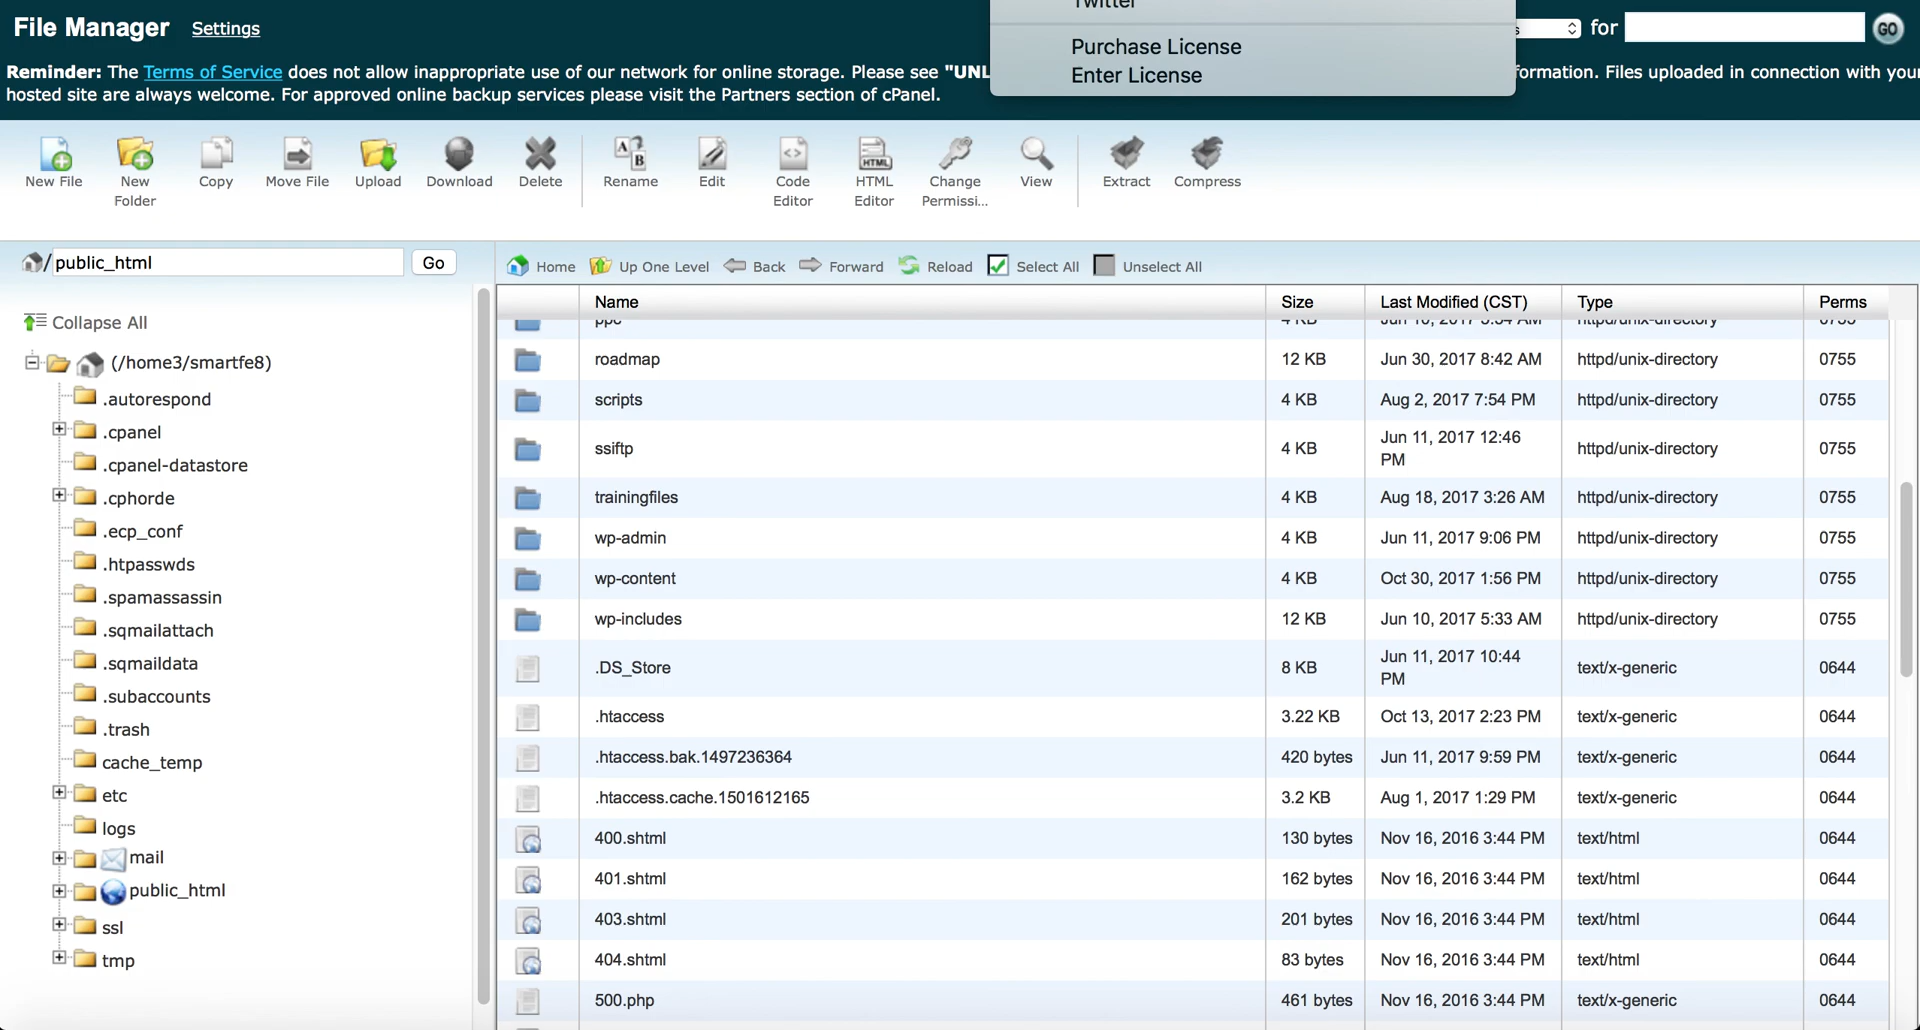 Twitter
File Manager Settings
for
GO
Purchase License
Enter License
Reminder: The Terms of Service does not allow inappropriate use of our network for online storage. Please see "UNL
formation. Files uploaded in connection with your
hosted site are always welcome. For approved online backup services please visit the Partners section of cPanel.
New File
New Folder
Copy
Move File
Upload
Download
Delete
Rename
Edit
Code Editor
HTML Editor
Change Permissi...
View
Extract
Compress
/ public_html Go
Home Up One Level Back Forward Reload Select All Unselect All
Collapse All
(/home3/smartfe8)
.autorespond
.cpanel
.cpanel-datastore
.cphorde
.ecp_conf
.htpasswds
.spamassassin
.sqmailattach
.sqmaildata
.subaccounts
.trash
cache_temp
etc
logs
mail
public_html
ssl
tmp
Name Size Last Modified (CST) Type Perms
ppc 4 KB httpd/unix-directory 0755
roadmap 12 KB Jun 30, 2017 8:42 AM httpd/unix-directory 0755
scripts 4 KB Aug 2, 2017 7:54 PM httpd/unix-directory 0755
ssiftp 4 KB Jun 11, 2017 12:46 PM httpd/unix-directory 0755
trainingfiles 4 KB Aug 18, 2017 3:26 AM httpd/unix-directory 0755
wp-admin 4 KB Jun 11, 2017 9:06 PM httpd/unix-directory 0755
wp-content 4 KB Oct 30, 2017 1:56 PM httpd/unix-directory 0755
wp-includes 12 KB Jun 10, 2017 5:33 AM httpd/unix-directory 0755
.DS_Store 8 KB Jun 11, 2017 10:44 PM text/x-generic 0644
.htaccess 3.22 KB Oct 13, 2017 2:23 PM text/x-generic 0644
.htaccess.bak.1497236364 420 bytes Jun 11, 2017 9:59 PM text/x-generic 0644
.htaccess.cache.1501612165 3.2 KB Aug 1, 2017 1:29 PM text/x-generic 0644
400.shtml 130 bytes Nov 16, 2016 3:44 PM text/html 0644
401.shtml 162 bytes Nov 16, 2016 3:44 PM text/html 0644
403.shtml 201 bytes Nov 16, 2016 3:44 PM text/html 0644
404.shtml 83 bytes Nov 16, 2016 3:44 PM text/html 0644
500.php 461 bytes Nov 16, 2016 3:44 PM text/x-generic 0644